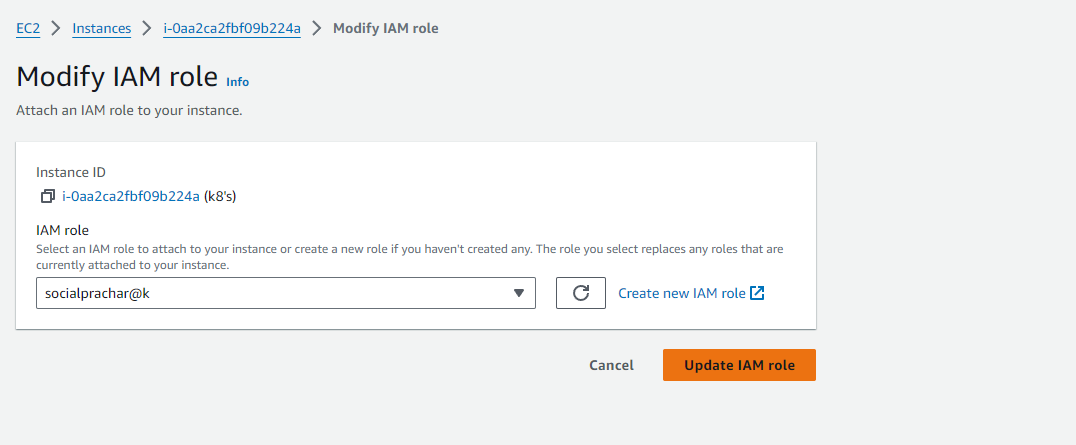 EC2 > Instances > i-0aa2ca2fbf09b224a > Modify IAM role
Modify IAM role Info
Attach an IAM role to your instance.
Instance ID
i-0aa2ca2fbf09b224a (k8's)
IAM role
Select an IAM role to attach to your instance or create a new role if you haven't created any. The role you select replaces any roles that are
currently attached to your instance.
socialprachar@k
Create new IAM role
Cancel
Update IAM role